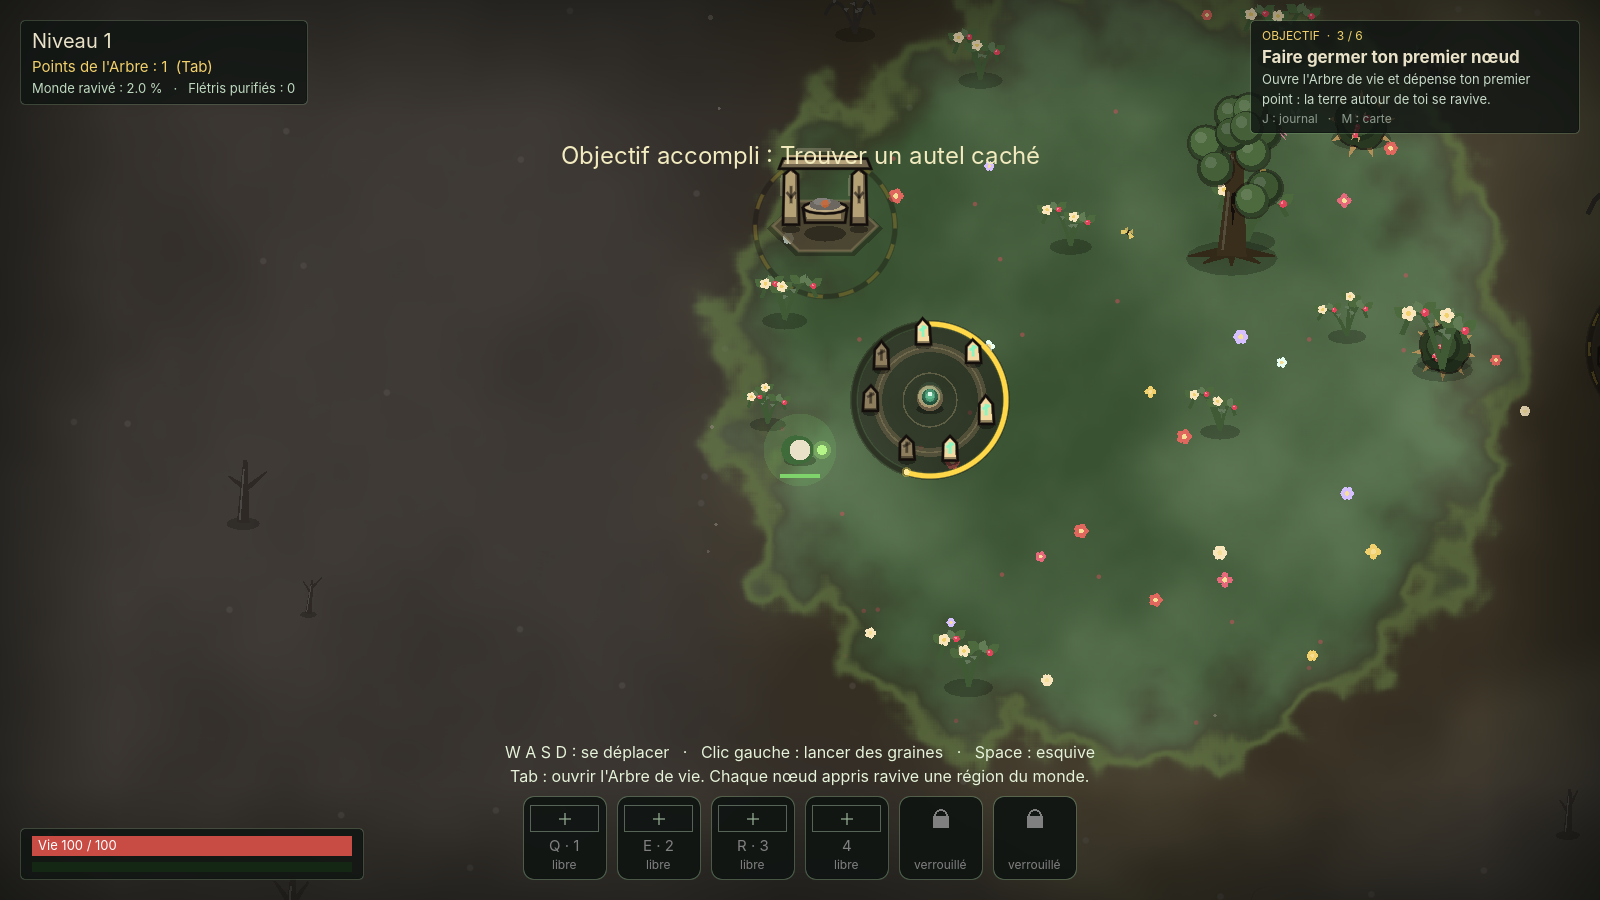 Niveau 1
Points de l'Arbre : 1 (Tab)
Monde ravivé : 2.0 % · Flétris purifiés : 0
OBJECTIF · 3 / 6
Faire germer ton premier nœud
Ouvre l'Arbre de vie et dépense ton premier
point : la terre autour de toi se ravive.
J : journal · M : carte
Objectif accompli : Trouver un autel caché
W A S D : se déplacer · Clic gauche : lancer des graines · Space : esquive
Tab : ouvrir l'Arbre de vie. Chaque nœud appris ravive une région du monde.
Q · 1
libre
E · 2
libre
R · 3
libre
4
libre
verrouillé
verrouillé
Vie 100 / 100